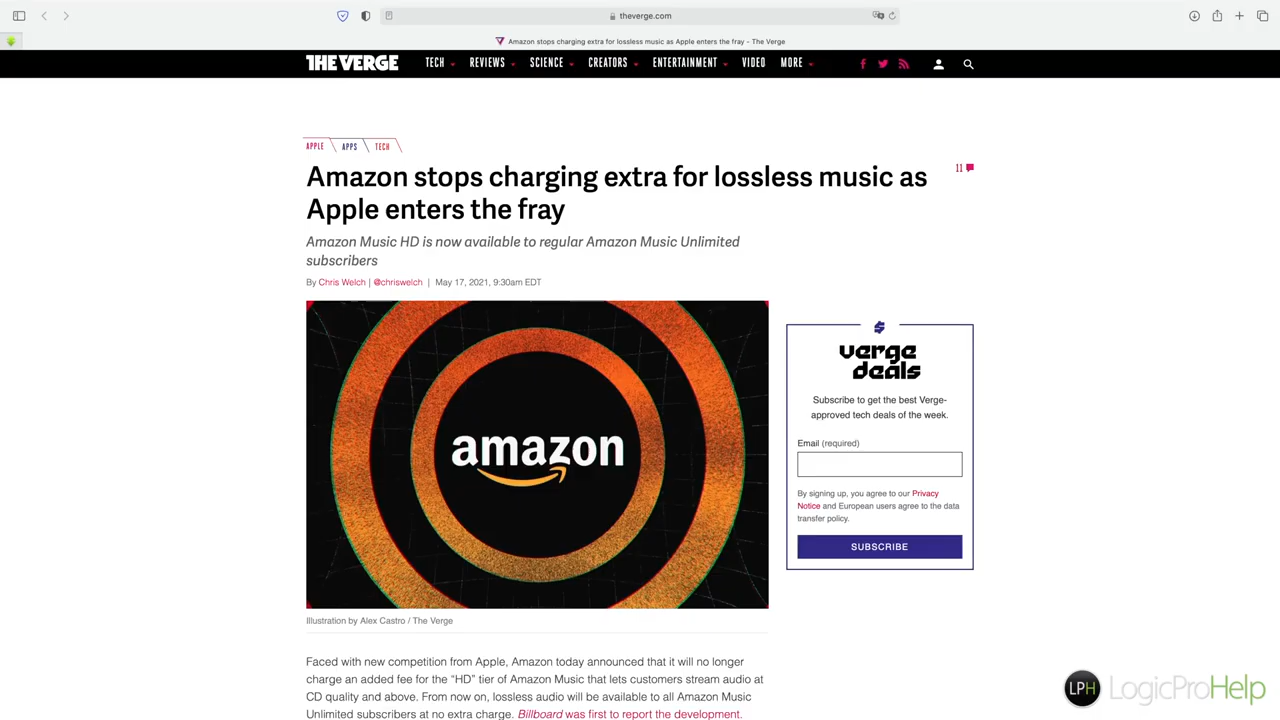 theverge.com
Amazon stops charging extra for lossless music as Apple enters the fray – The Verge
THE VERGE TECH REVIEWS SCIENCE CREATORS ENTERTAINMENT VIDEO MORE
APPLE APPS TECH
Amazon stops charging extra for lossless music as
Apple enters the fray
11
Amazon Music HD is now available to regular Amazon Music Unlimited
subscribers
By Chris Welch | @chriswelch | May 17, 2021, 9:30am EDT
amazon
Illustration by Alex Castro / The Verge
Faced with new competition from Apple, Amazon today announced that it will no longer
charge an added fee for the “HD” tier of Amazon Music that lets customers stream audio at
CD quality and above. From now on, lossless audio will be available to all Amazon Music
Unlimited subscribers at no extra charge. Billboard was first to report the development.
verge
deals
Subscribe to get the best Verge-
approved tech deals of the week.
Email (required)
By signing up, you agree to our Privacy
Notice and European users agree to the data
transfer policy.
SUBSCRIBE
LPH LogicProHelp